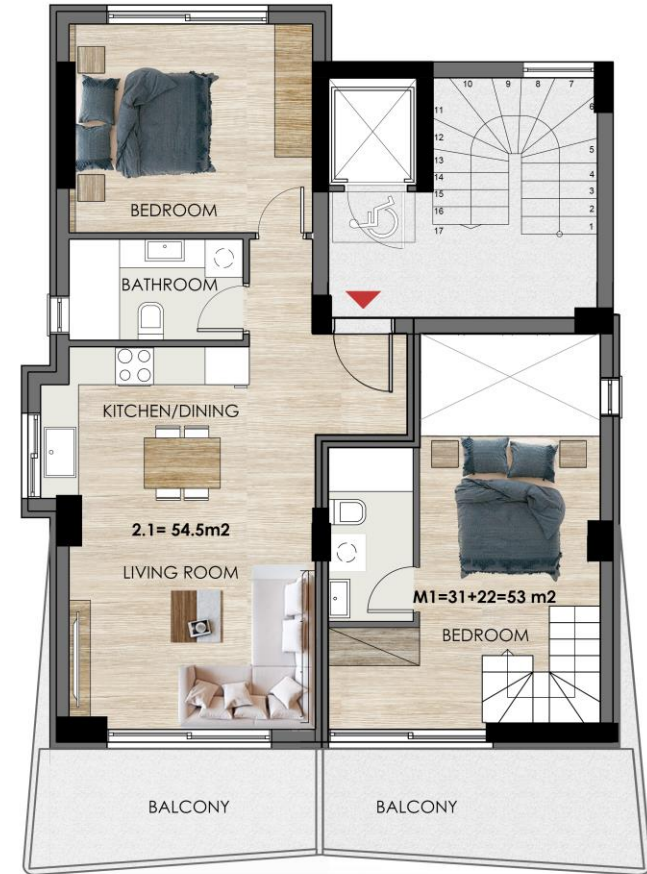 BEDROOM
10
9
8
7
11
6
12
13
5
14
4
15
3
16
2
17
1
BATHROOM
KITCHEN/DINING
2.1= 54.5m2
LIVING ROOM
M1=31+22=53 m2
BEDROOM
BALCONY
BALCONY